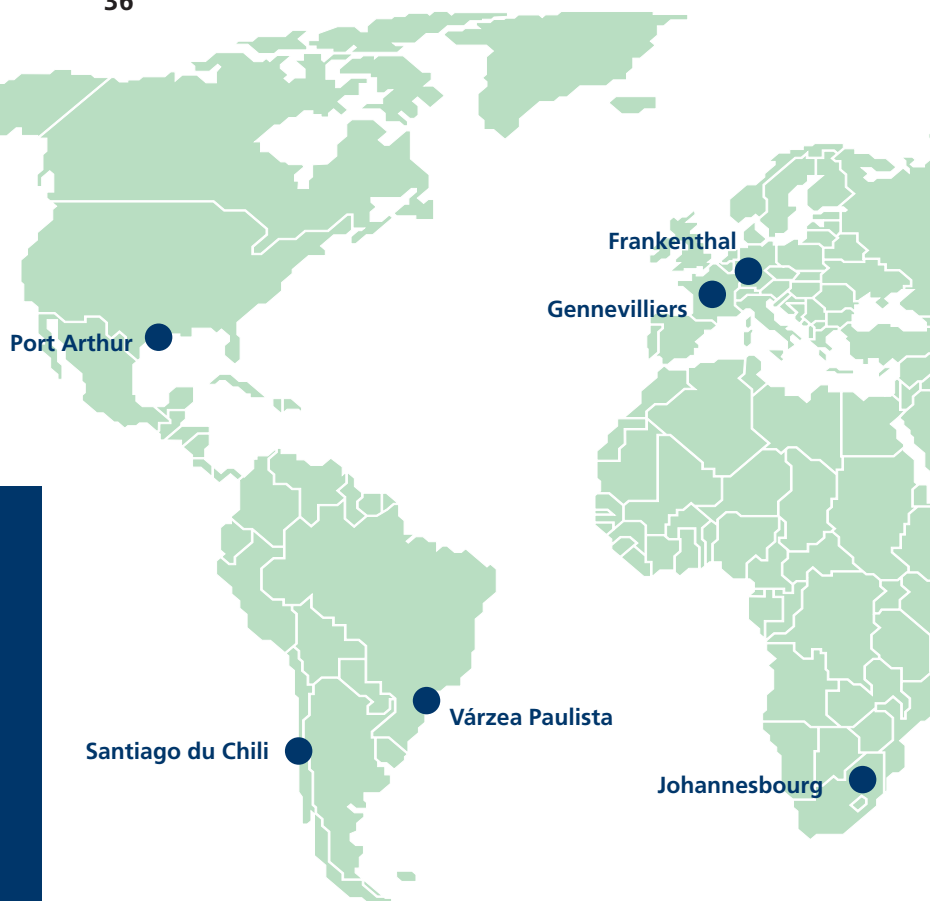 36
Frankenthal
Gennevilliers
Port Arthur
Várzea Paulista
Santiago du Chili
Johannesbourg